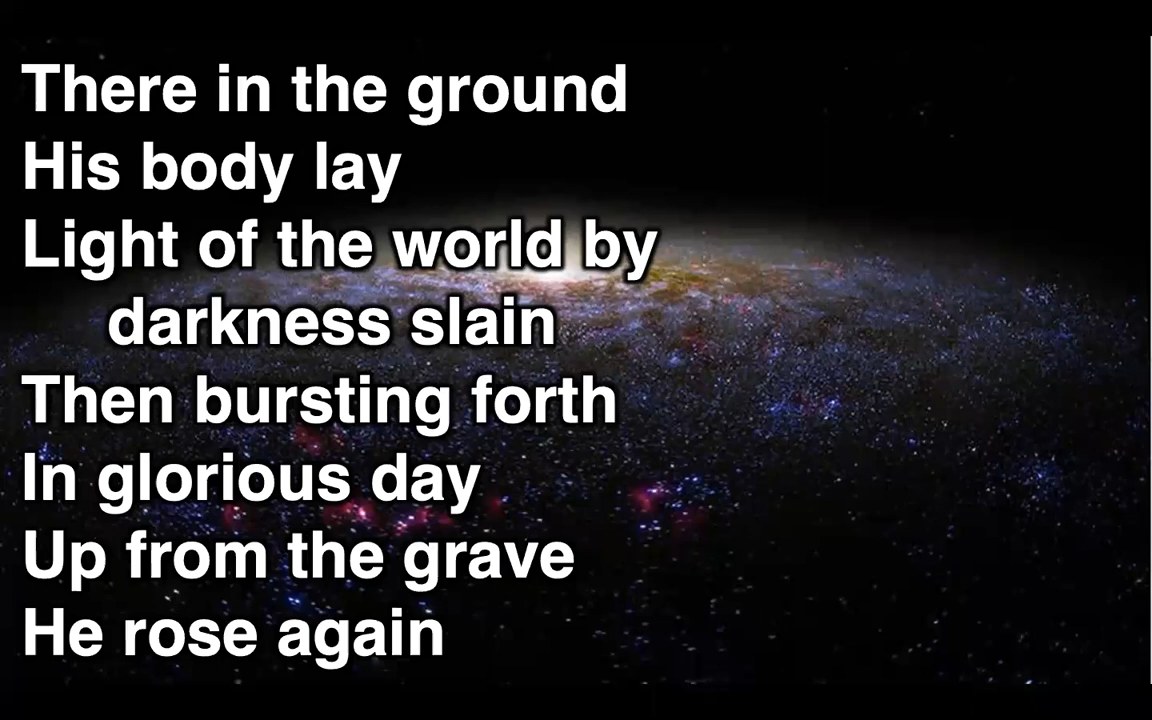 There in the ground
His body lay
Light of the world by
darkness slain
Then bursting forth
In glorious day
Up from the grave
He rose again